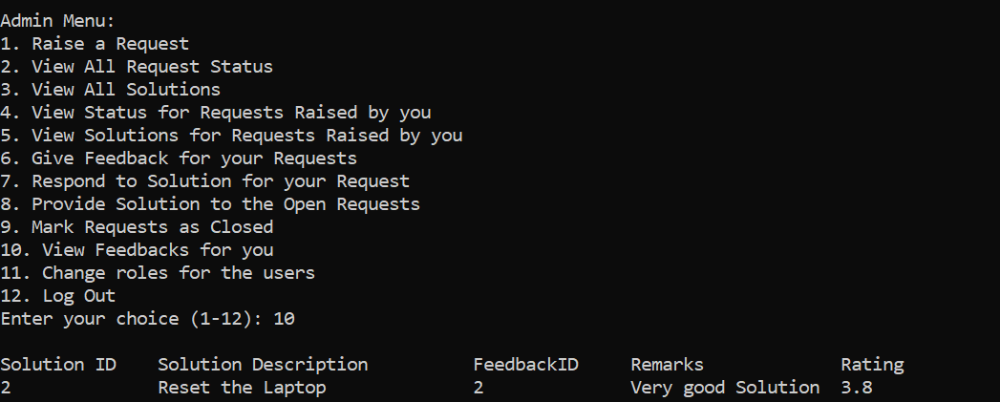 Admin Menu:
1. Raise a Request
2. View All Request Status
3. View All Solutions
4. View Status for Requests Raised by you
5. View Solutions for Requests Raised by you
6. Give Feedback for your Requests
7. Respond to Solution for your Request
8. Provide Solution to the Open Requests
9. Mark Requests as Closed
10. View Feedbacks for you
11. Change roles for the users
12. Log Out
Enter your choice (1-12): 10
Solution ID    Solution Description          FeedbackID     Remarks             Rating
2              Reset the Laptop              2              Very good Solution  3.8